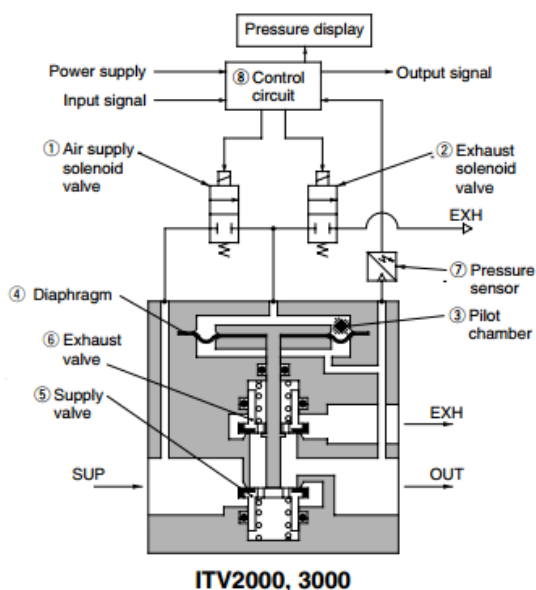 Pressure display
Power supply
⑧ Control
circuit
Output signal
Input signal
① Air supply
solenoid
valve
② Exhaust
solenoid
valve
EXH
⑦ Pressure
sensor
④ Diaphragm
③ Pilot
chamber
⑥ Exhaust
valve
⑤ Supply
valve
EXH
SUP
OUT
ITV2000, 3000